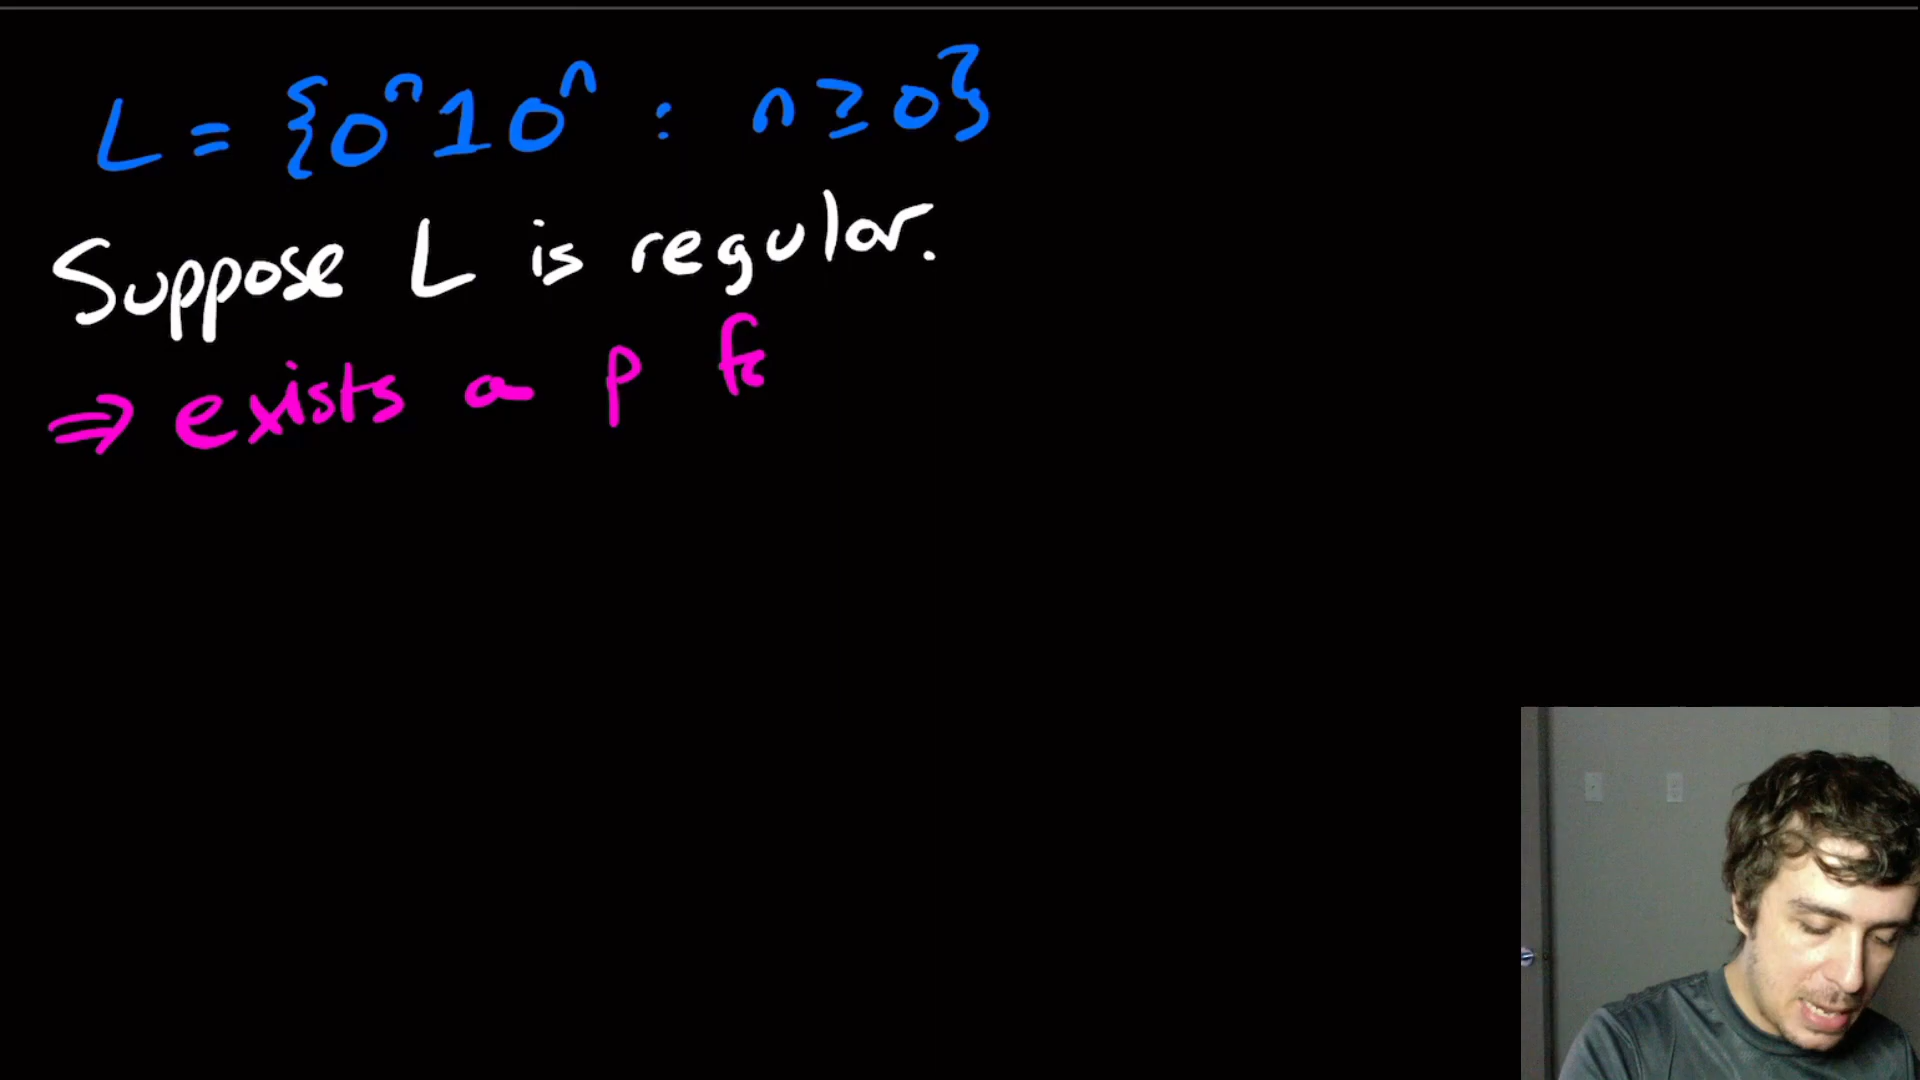 L = {0ⁿ10ⁿ : n ≥ 0}
Suppose L is regular.
⇒ exists a p